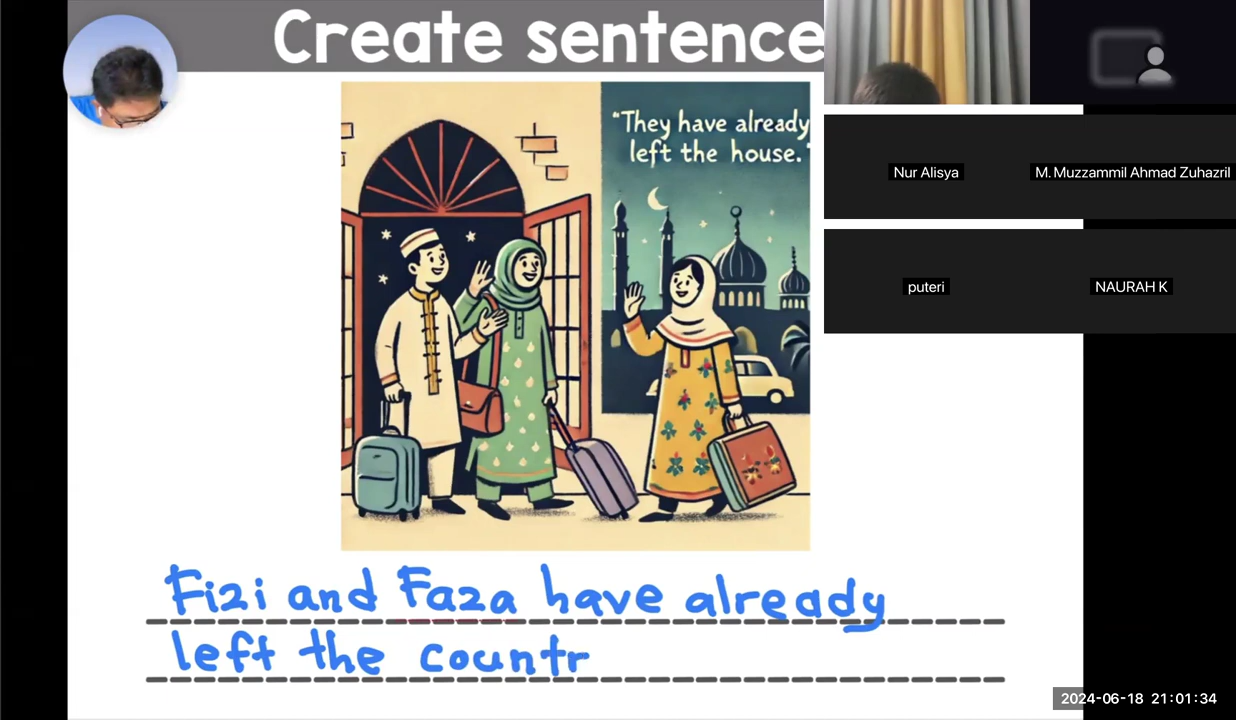 Create sentence
"They have already
left the house."
Nur Alisya
M. Muzzammil Ahmad Zuhazril
puteri
NAURAH K
Fizi and Faza have already
left the countr
2024-06-18 21:01:34